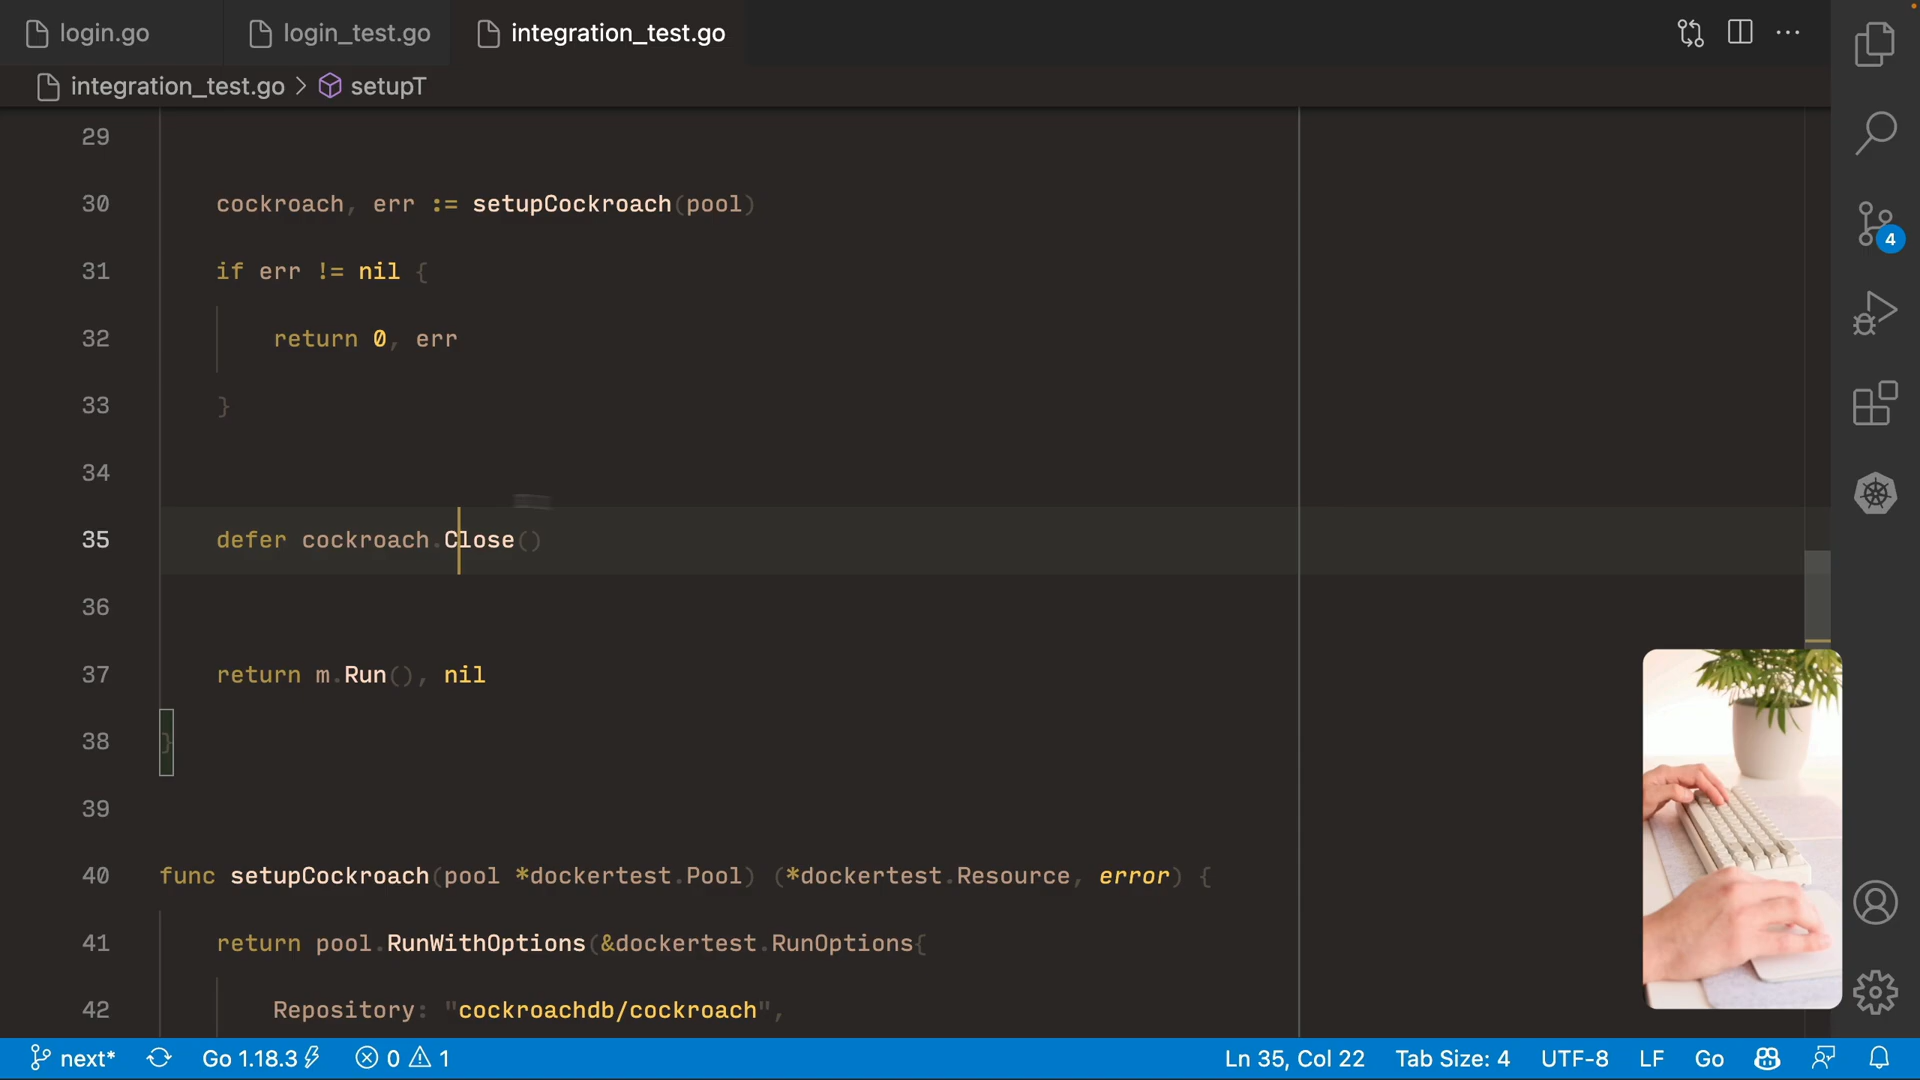 login.go login_test.go integration_test.go
integration_test.go > setupT
29
30 cockroach, err := setupCockroach(pool)
31 if err != nil {
32 return 0, err
33 }
34
35 defer cockroach.Close()
36
37 return m.Run(), nil
38 }
39
40 func setupCockroach(pool *dockertest.Pool) (*dockertest.Resource, error) {
41 return pool.RunWithOptions(&dockertest.RunOptions{
42 Repository: "cockroachdb/cockroach",
4
next* Go 1.18.3 0 1 Ln 35, Col 22 Tab Size: 4 UTF-8 LF Go